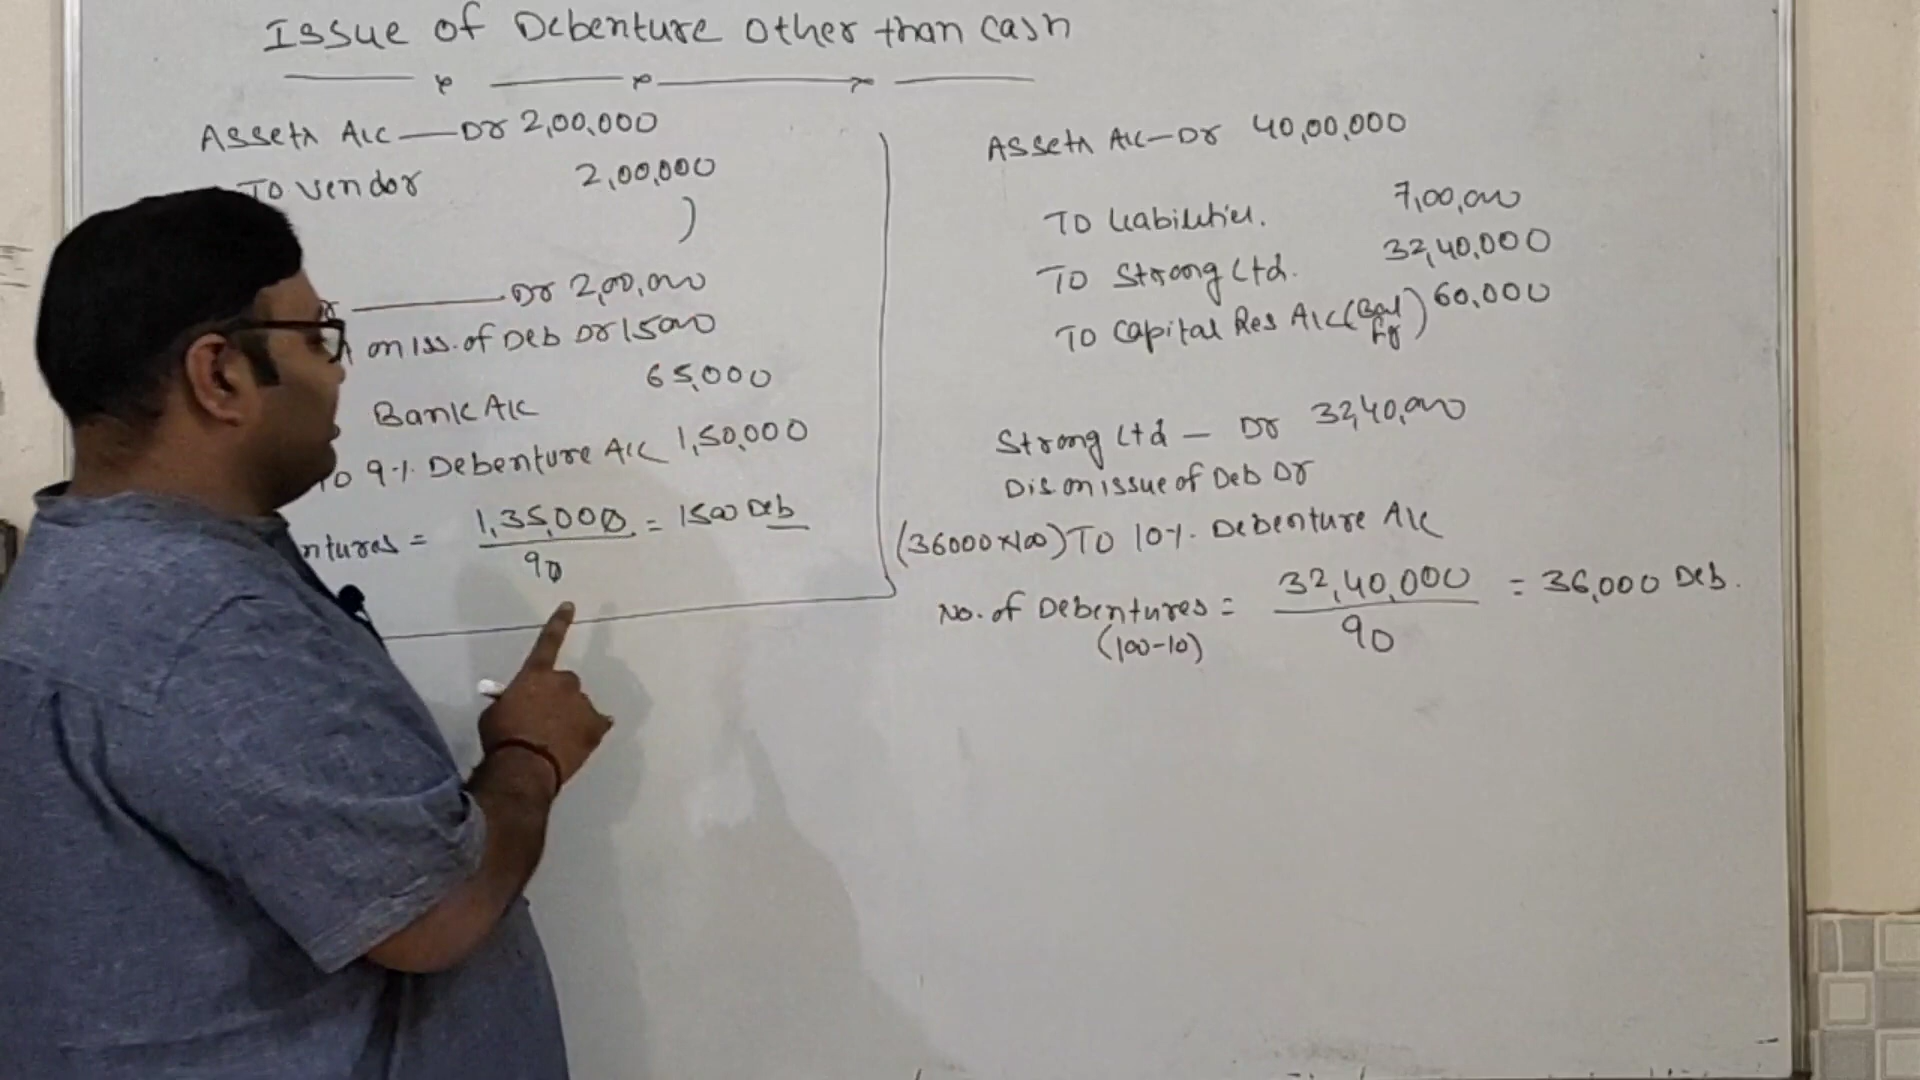 Issue of Debenture other than cash
Assets A/c — Dr 2,00,000
To vendor 2,00,000
)
Dr 2,00,000
on iss. of Deb Dr 15000
65,000
Bank A/c
To 9% Debenture A/c 1,50,000
ntures = 1,35,000 / 90 = 1500 Deb
Assets A/c — Dr 40,00,000
To Liabilities. 7,00,000
To Strong Ltd. 32,40,000
To Capital Res A/c (Bal fg) 60,000
Strong Ltd — Dr 32,40,000
Dis on issue of Deb Dr
(36000×100) To 10% Debenture A/c
No. of Debentures = 32,40,000 / 90 = 36,000 Deb.
(100-10)